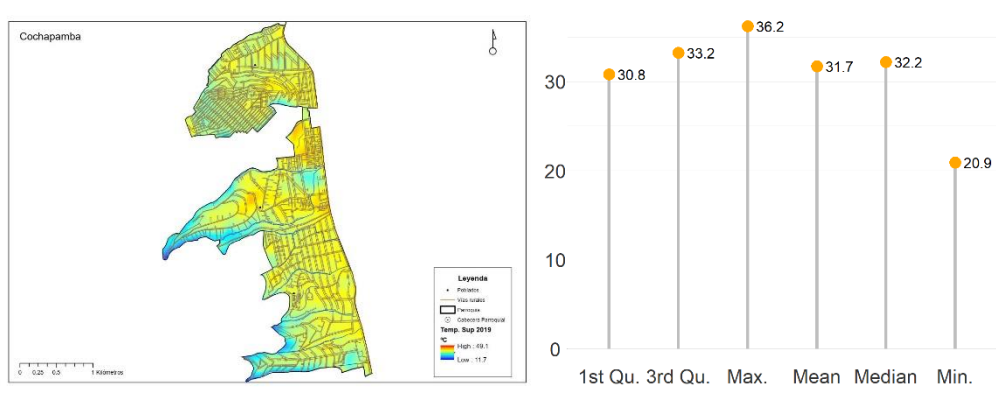 Cochapamba
Leyenda
Poblados
Vías rurales
Parroquia
Cabecera Parroquial
Temp. Sup 2019
°C
High : 49,1
Low : 11,7
0 0,25 0,5 1 Kilómetros
36.2
33.2
32.2
31.7
30.8
20.9
30
20
10
0
1st Qu. 3rd Qu. Max. Mean Median Min.